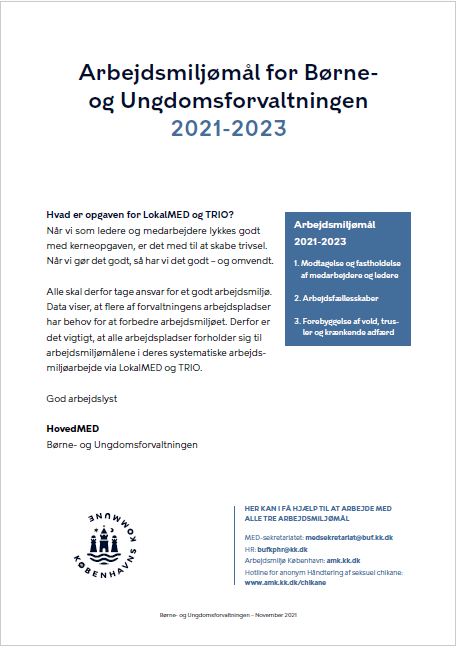 Arbejdsmiljømål for Børne-
og Ungdomsforvaltningen
2021-2023
Hvad er opgaven for LokalMED og TRIO?
Når vi som ledere og medarbejdere lykkes godt
med kerneopgaven, er det med til at skabe trivsel.
Når vi gør det godt, så har vi det godt – og omvendt.
Alle skal derfor tage ansvar for et godt arbejdsmiljø.
Data viser, at flere af forvaltningens arbejdspladser
har behov for at forbedre arbejdsmiljøet. Derfor er
det vigtigt, at alle arbejdspladser forholder sig til
arbejdsmiljømålene i deres systematiske arbejds-
miljøarbejde via LokalMED og TRIO.
God arbejdslyst
HovedMED
Børne- og Ungdomsforvaltningen
Arbejdsmiljømål
2021-2023
1. Modtagelse og fastholdelse
af medarbejdere og ledere
2. Arbejdsfællesskaber
3. Forebyggelse af vold, trus-
ler og krænkende adfærd
KØBENHAVNS KOMMUNE
HER KAN I FÅ HJÆLP TIL AT ARBEJDE MED
ALLE TRE ARBEJDSMILJØMÅL
MED-sekretariatet: medsekretariat@buf.kk.dk
HR: bufkphr@kk.dk
Arbejdsmiljø København: amk.kk.dk
Hotline for anonym Håndtering af seksuel chikane:
www.amk.kk.dk/chikane
Børne- og Ungdomsforvaltningen – November 2021